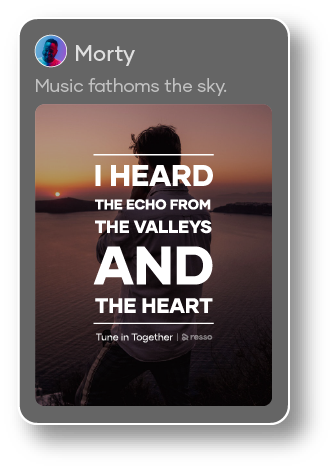 Morty
Music fathoms the sky.
I HEARD
THE ECHO FROM
THE VALLEYS
AND
THE HEART
Tune in Together | resso